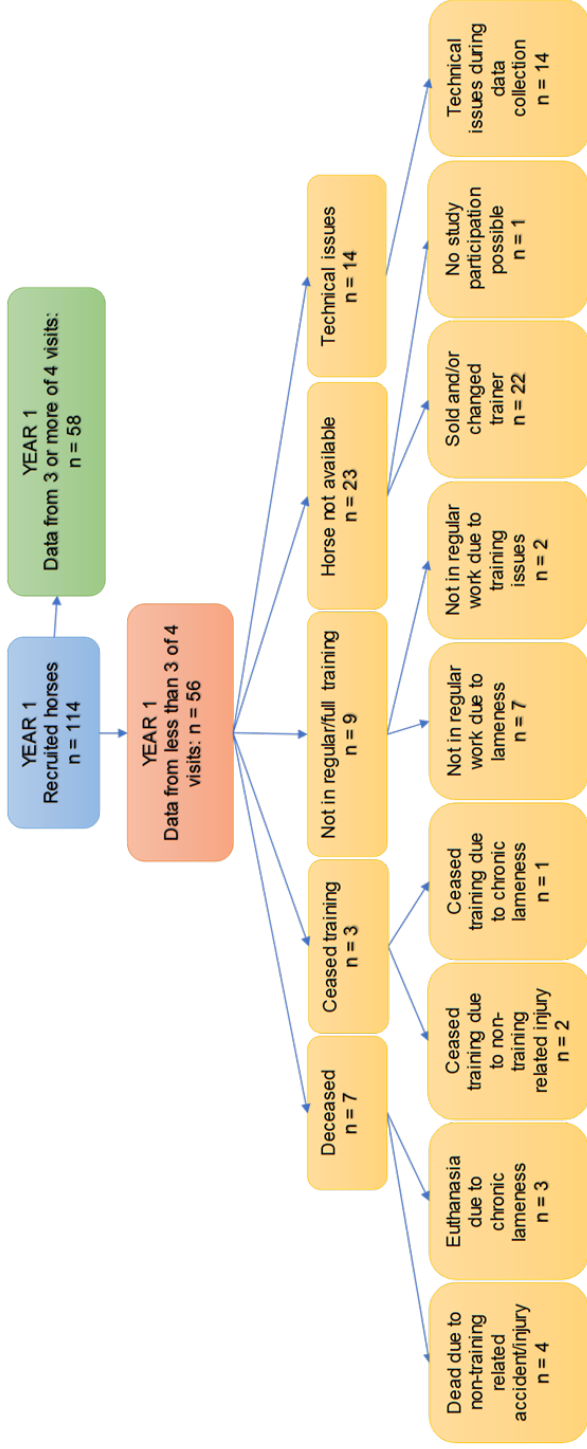 YEAR 1
Recruited horses
n = 114
YEAR 1
Data from 3 or more of 4 visits:
n = 58
YEAR 1
Data from less than 3 of 4
visits: n = 56
Deceased
n = 7
Ceased training
n = 3
Not in regular/full training
n = 9
Horse not available
n = 23
Technical issues
n = 14
Dead due to
non-training
related
accident/injury
n = 4
Euthanasia
due to
chronic
lameness
n = 3
Ceased
training due
to non-
training
related injury
n = 2
Ceased
training due
to chronic
lameness
n = 1
Not in regular
work due to
lameness
n = 7
Not in regular
work due to
training
issues
n = 2
Sold and/or
changed
trainer
n = 22
No study
participation
possible
n = 1
Technical
issues during
data
collection
n = 14